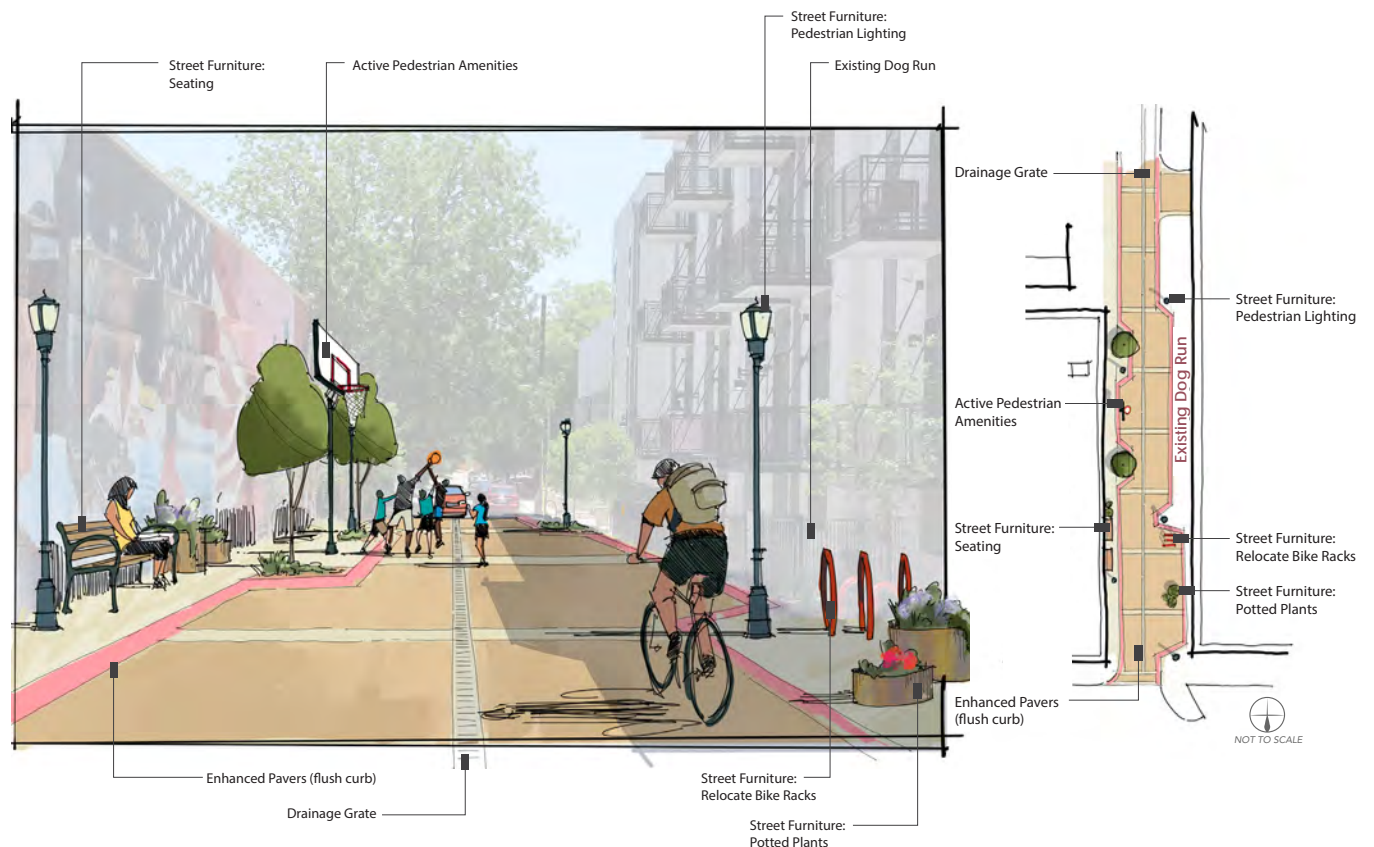 Street Furniture:
Pedestrian Lighting
Street Furniture:
Seating
Active Pedestrian Amenities
Existing Dog Run
Drainage Grate
Street Furniture:
Pedestrian Lighting
Existing Dog Run
Active Pedestrian
Amenities
Street Furniture:
Seating
Street Furniture:
Relocate Bike Racks
Street Furniture:
Potted Plants
Enhanced Pavers
(flush curb)
NOT TO SCALE
Enhanced Pavers (flush curb)
Drainage Grate
Street Furniture:
Relocate Bike Racks
Street Furniture:
Potted Plants